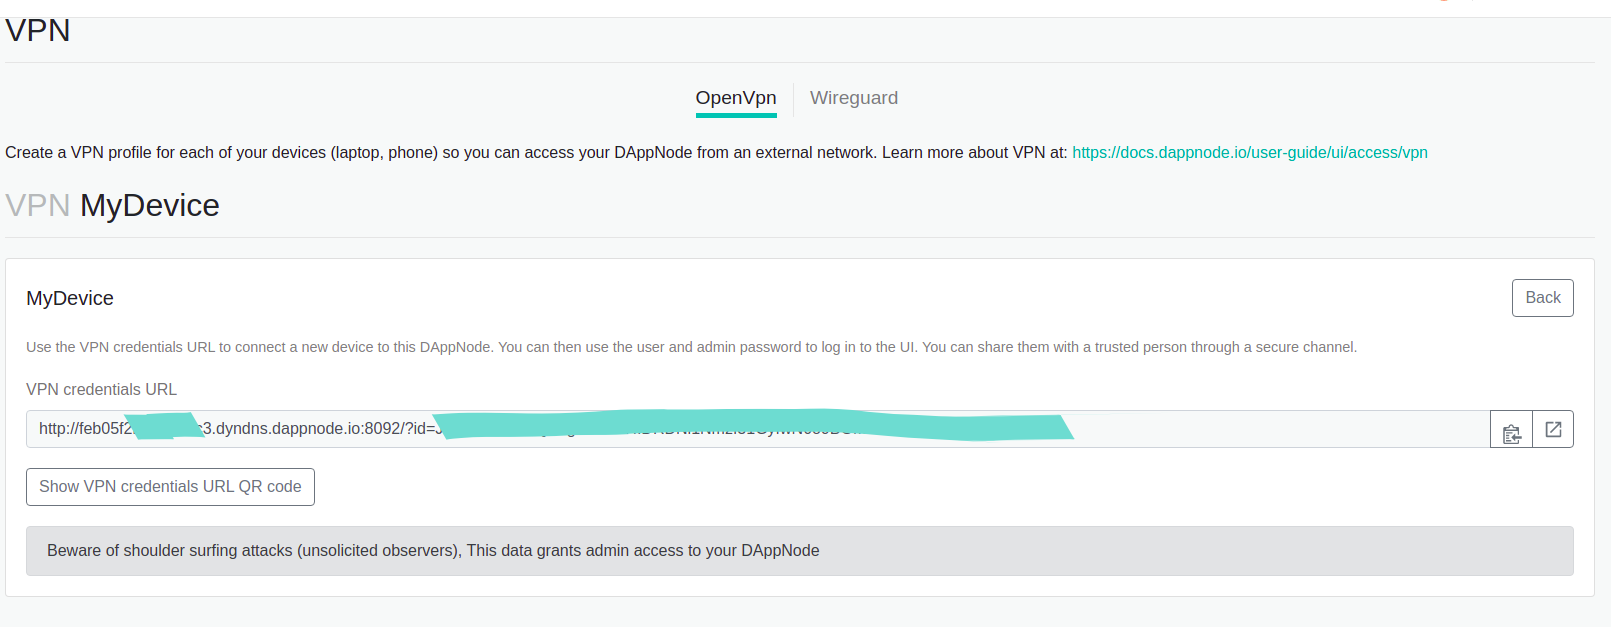 VPN
OpenVpn Wireguard
Create a VPN profile for each of your devices (laptop, phone) so you can access your DAppNode from an external network. Learn more about VPN at: https://docs.dappnode.io/user-guide/ui/access/vpn
VPN MyDevice
MyDevice
Back
Use the VPN credentials URL to connect a new device to this DAppNode. You can then use the user and admin password to log in to the UI. You can share them with a trusted person through a secure channel.
VPN credentials URL
http://feb05f2 3.dyndns.dappnode.io:8092/?id=
Show VPN credentials URL QR code
Beware of shoulder surfing attacks (unsolicited observers), This data grants admin access to your DAppNode